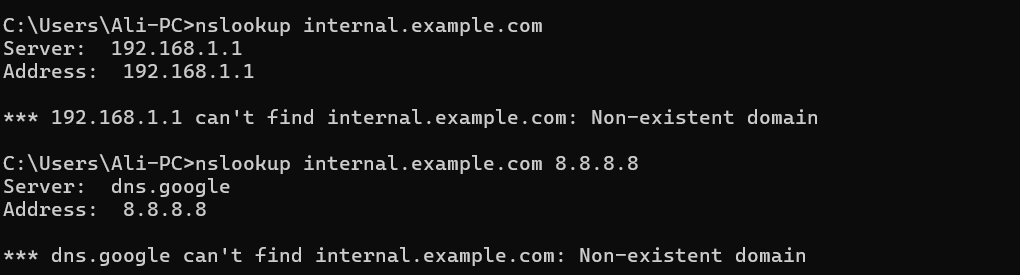 C:\Users\Ali-PC>nslookup internal.example.com
Server:  192.168.1.1
Address:  192.168.1.1
*** 192.168.1.1 can't find internal.example.com: Non-existent domain
C:\Users\Ali-PC>nslookup internal.example.com 8.8.8.8
Server:  dns.google
Address:  8.8.8.8
*** dns.google can't find internal.example.com: Non-existent domain